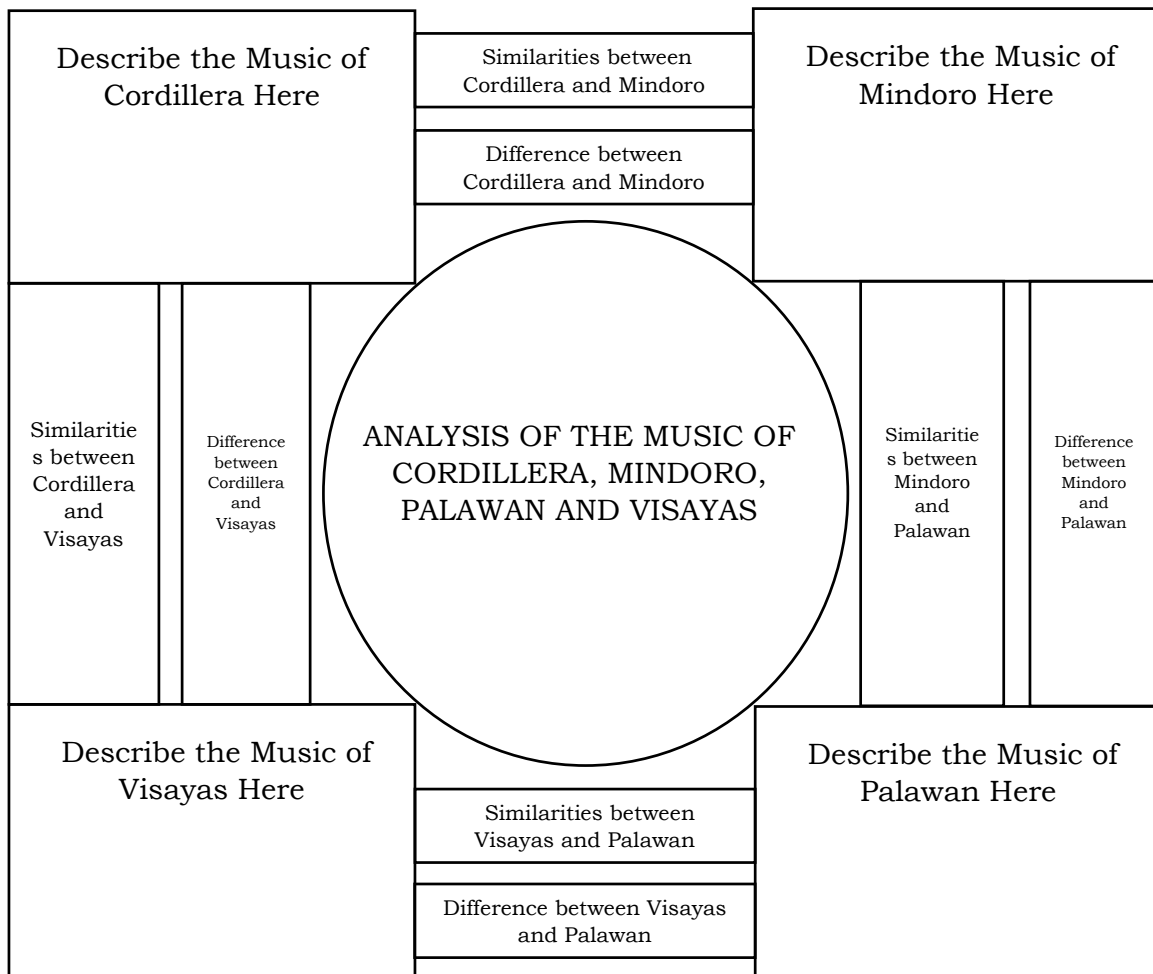 Describe the Music of
Cordillera Here
Similarities between
Cordillera and Mindoro
Difference between
Cordillera and Mindoro
Describe the Music of
Mindoro Here
Similaritie
s between
Cordillera
and
Visayas
Difference
between
Cordillera
and
Visayas
ANALYSIS OF THE MUSIC OF
CORDILLERA, MINDORO,
PALAWAN AND VISAYAS
Similaritie
s between
Mindoro
and
Palawan
Difference
between
Mindoro
and
Palawan
Describe the Music of
Visayas Here
Similarities between
Visayas and Palawan
Difference between Visayas
and Palawan
Describe the Music of
Palawan Here